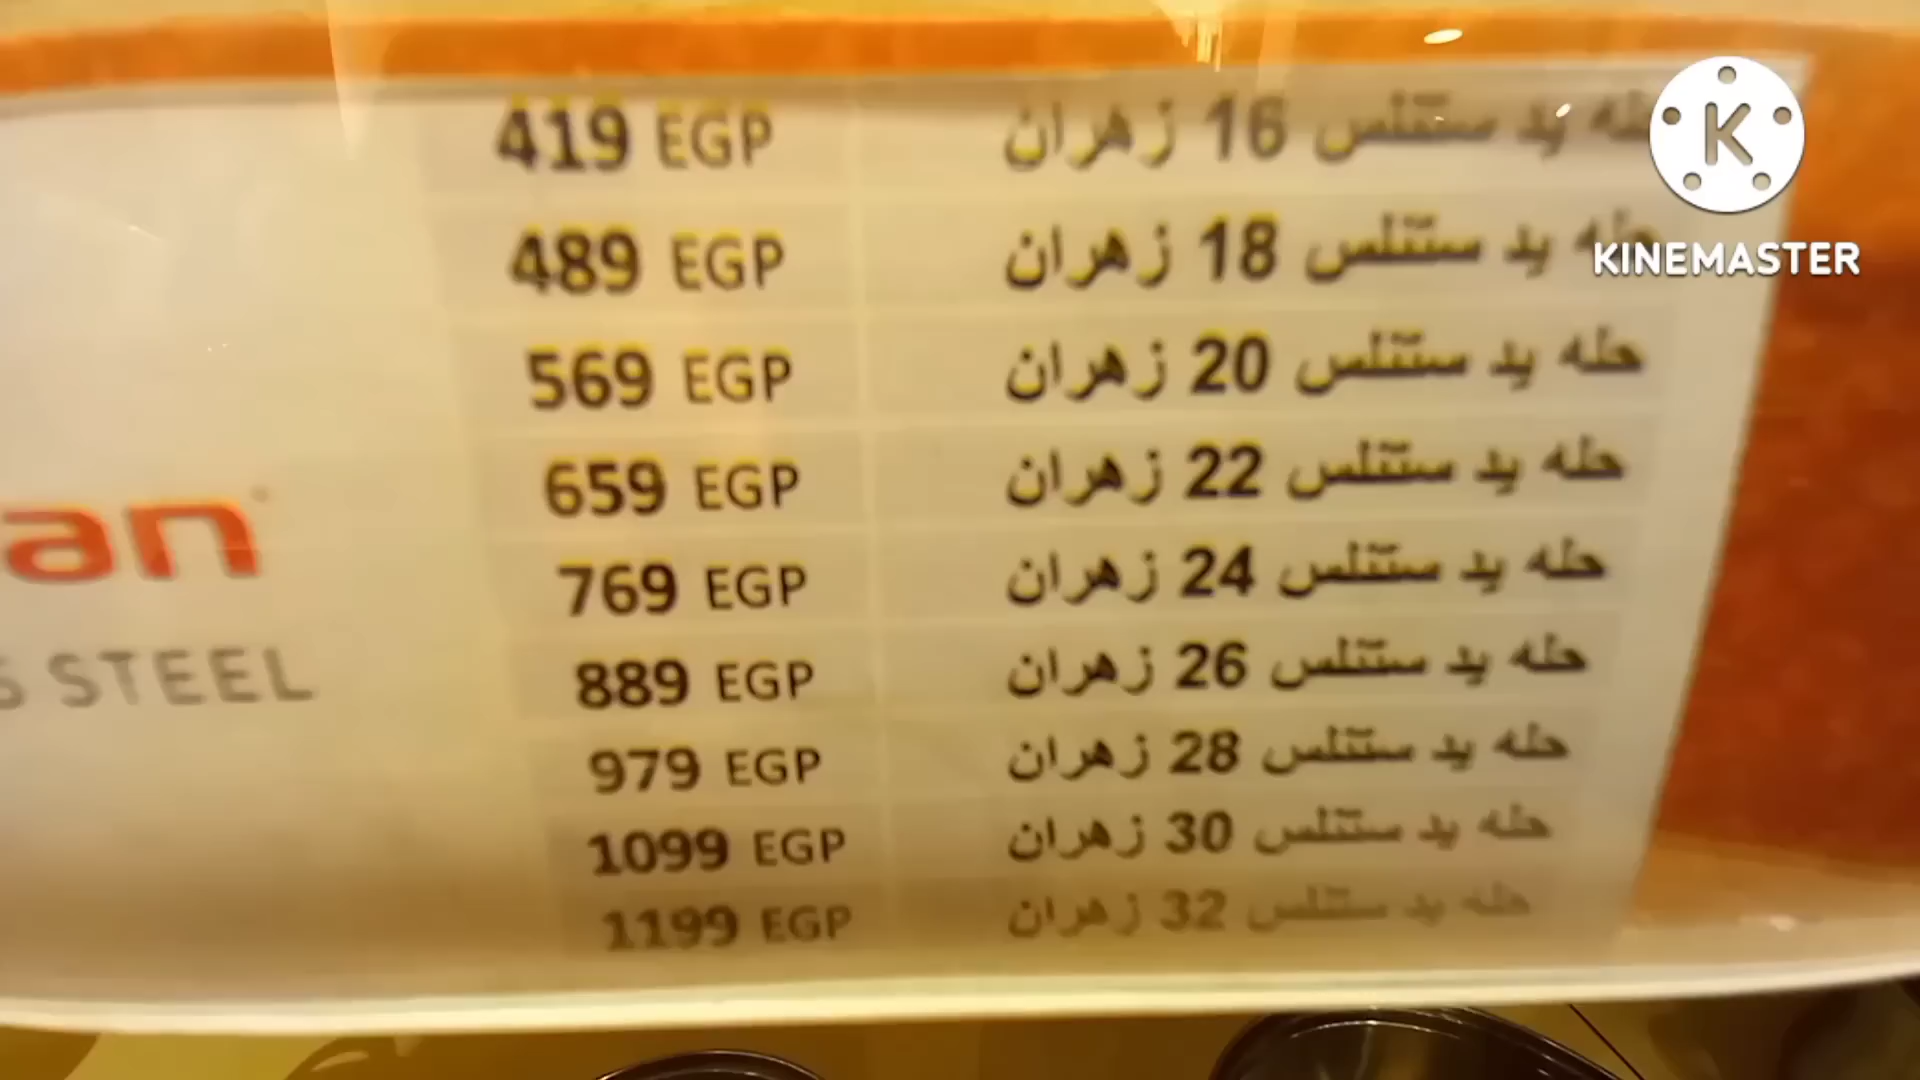 حله يد ستنلس 16 زهران 419 EGP
حله يد ستنلس 18 زهران 489 EGP
حله يد ستنلس 20 زهران 569 EGP
حله يد ستنلس 22 زهران 659 EGP
حله يد ستنلس 24 زهران 769 EGP
حله يد ستنلس 26 زهران 889 EGP
حله يد ستنلس 28 زهران 979 EGP
حله يد ستنلس 30 زهران 1099 EGP
حله يد ستنلس 32 زهران 1199 EGP
an
S STEEL
K
KINEMASTER